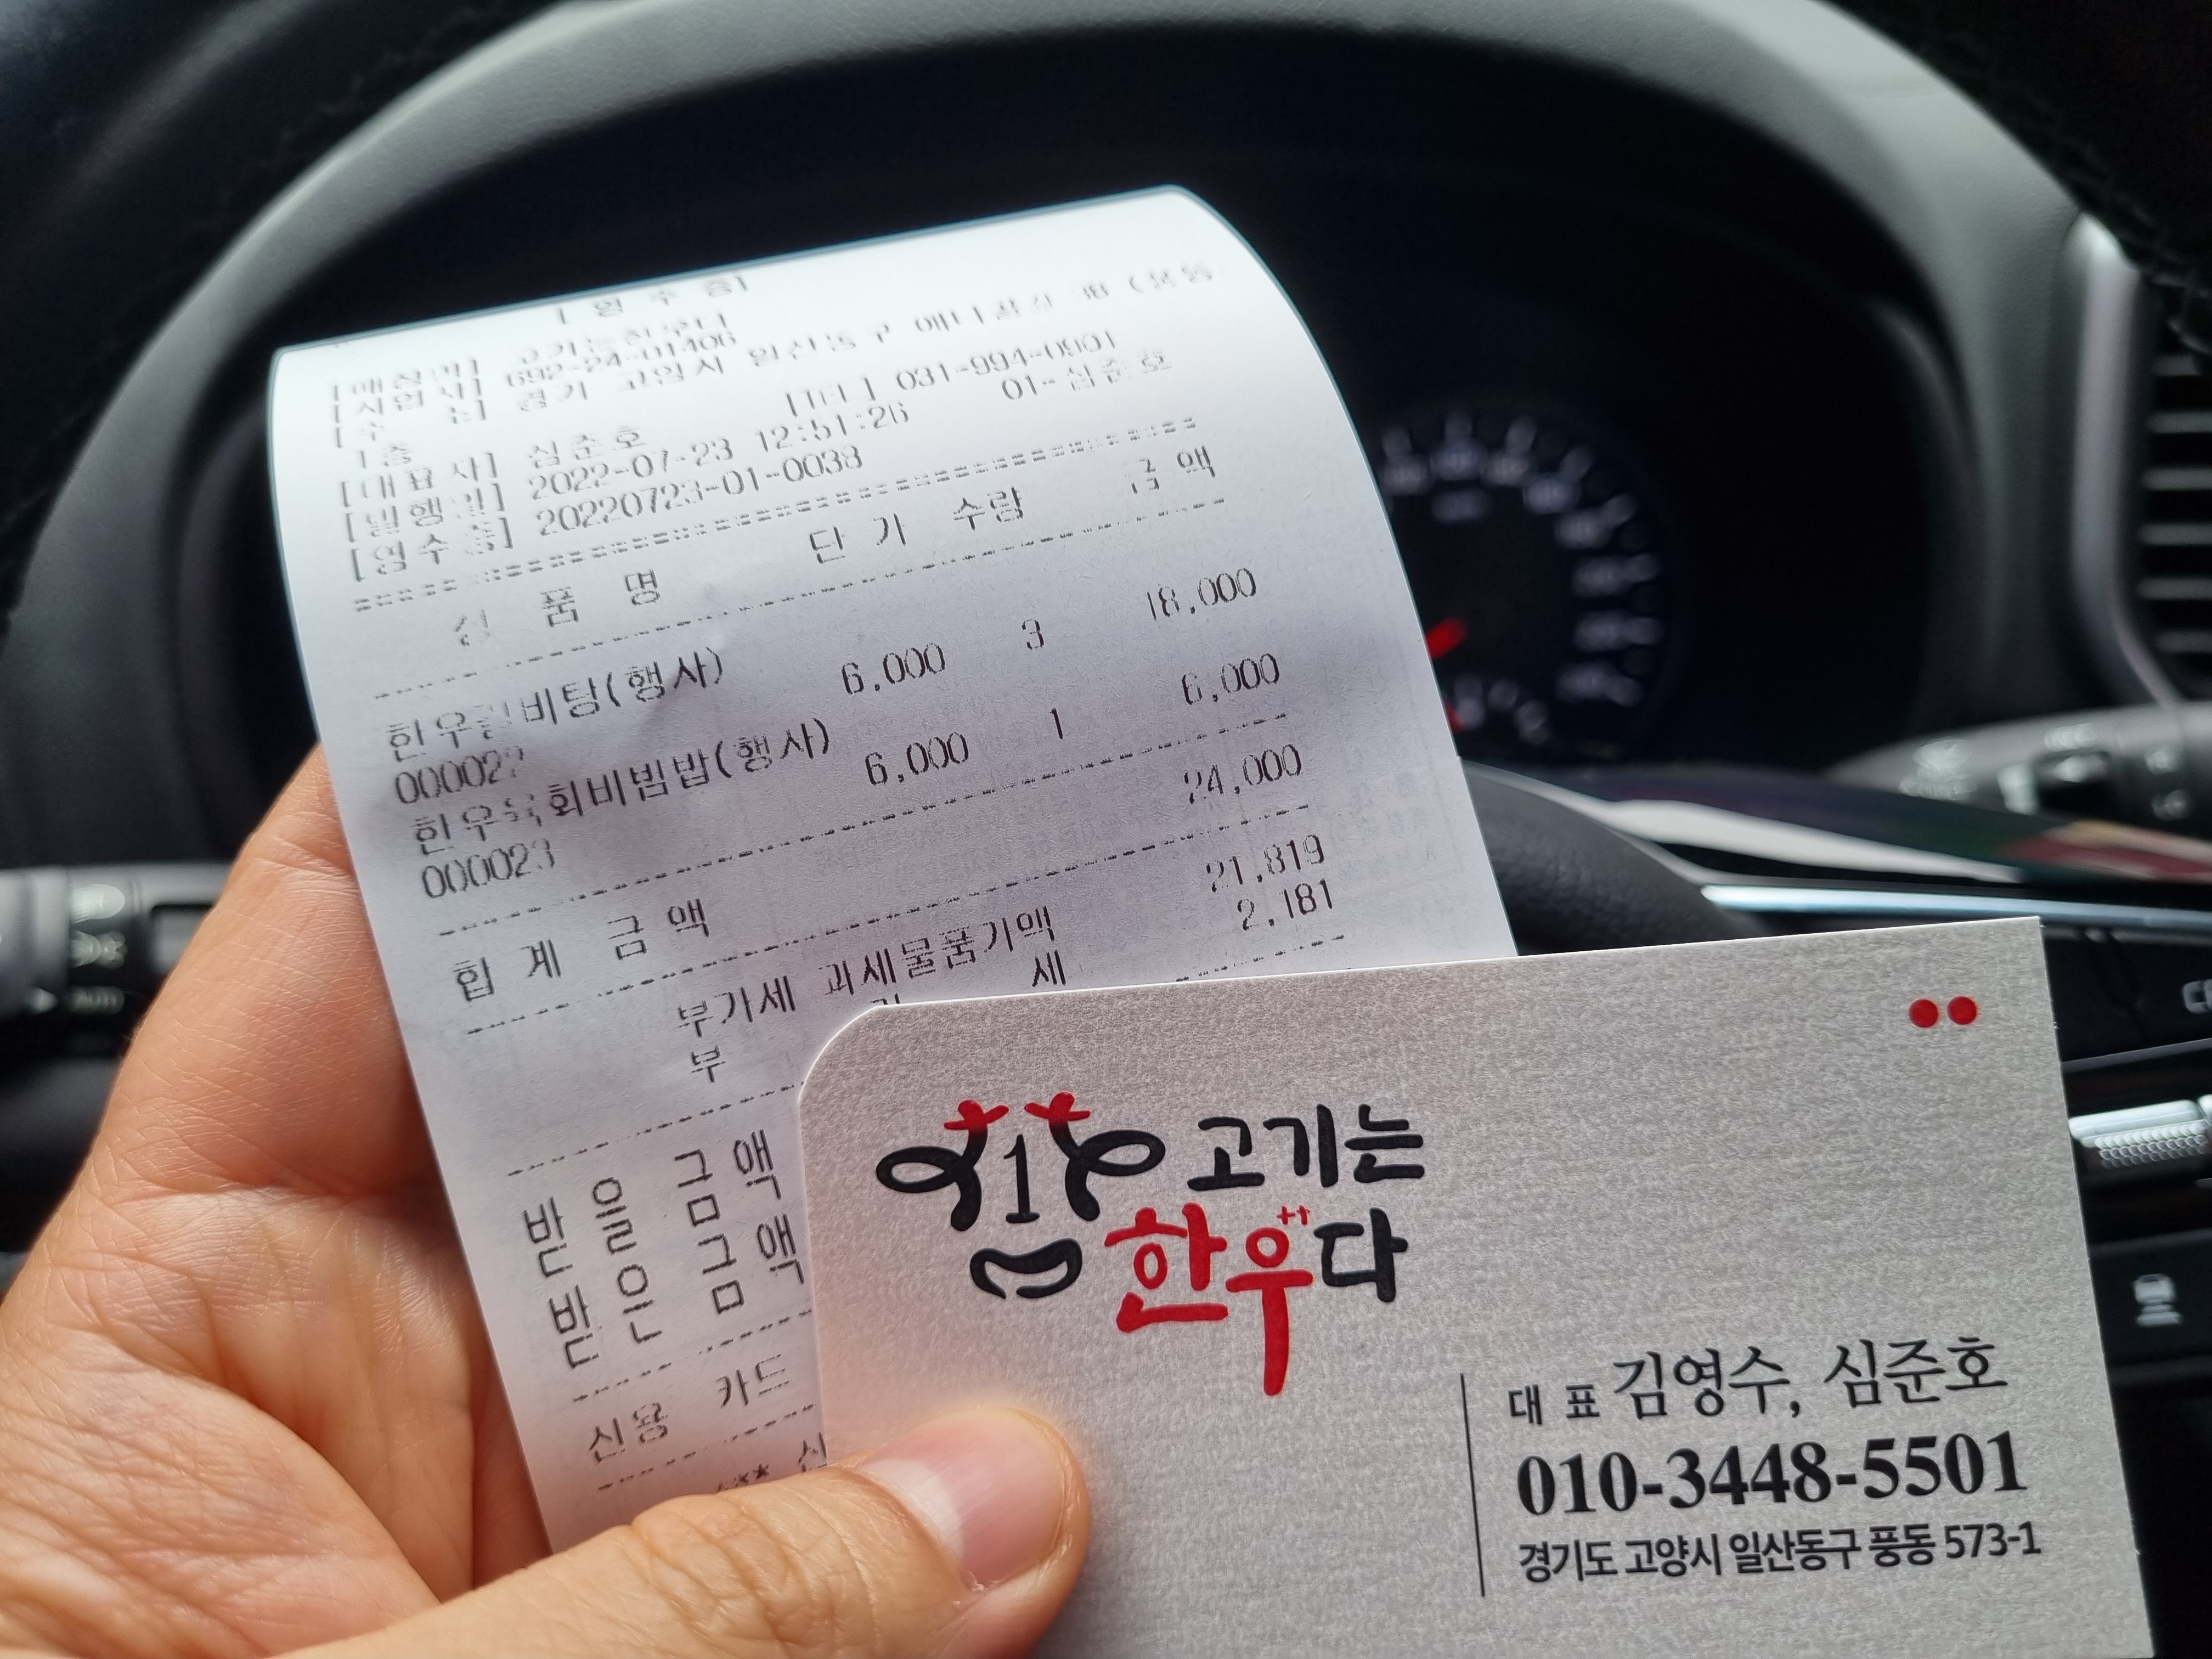 [영 수 증]
[매장명] 고기는한우다
[사업자] 692-24-01406
[주 소] 경기 고양시 일산동구 애니골길 38 (풍동
1층 [TEL] 031-994-0901
[대표자] 심준호 01-심준호
[발행일] 2022-07-23 12:51:26
[영수증] 20220723-01-0038
상 품 명 단 가 수량 금 액
한우갈비탕(행사) 6,000 3 18,000
000022
한우육회비빔밥(행사) 6,000 1 6,000
000023
합 계 금 액 24,000
부가세 과세물품가액 21,819
부 세 2,181
받 을 금 액
받 은 금 액
신용 카드
** 신
1 고기는
한우++다
대 표 김영수, 심준호
010-3448-5501
경기도 고양시 일산동구 풍동 573-1